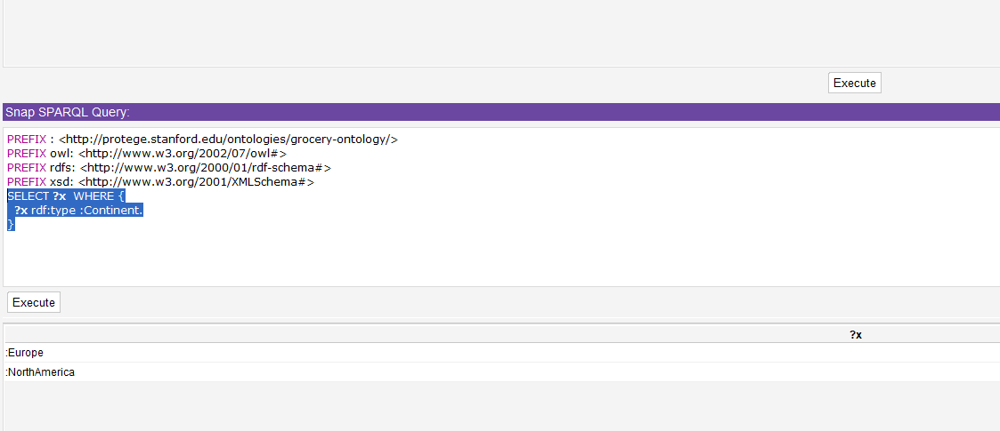 Execute
Snap SPARQL Query:
PREFIX : <http://protege.stanford.edu/ontologies/grocery-ontology/>
PREFIX owl: <http://www.w3.org/2002/07/owl#>
PREFIX rdfs: <http://www.w3.org/2000/01/rdf-schema#>
PREFIX xsd: <http://www.w3.org/2001/XMLSchema#>
SELECT ?x  WHERE {
  ?x rdf:type :Continent.
}
Execute
?x
:Europe
:NorthAmerica